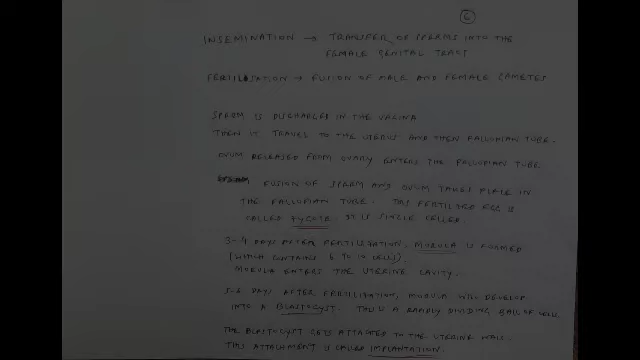 6
INSEMINATION → TRANSFER OF SPERMS INTO THE
FEMALE GENITAL TRACT
FERTILISATION → FUSION OF MALE AND FEMALE GAMETES
SPERM IS DISCHARGED IN THE VAGINA
THEN IT TRAVELS TO THE UTERUS AND THEN FALLOPIAN TUBE.
OVUM RELEASED FROM OVARY ENTERS THE FALLOPIAN TUBE.
FUSION OF SPERM AND OVUM TAKES PLACE IN
THE FALLOPIAN TUBE. THIS FERTILIZED EGG IS
CALLED ZYGOTE. IT IS SINGLE CELLED.
3-4 DAYS AFTER FERTILIZATION, MORULA IS FORMED
(WHICH CONTAINS 8 TO 16 CELLS).
MORULA ENTERS THE UTERINE CAVITY.
5-6 DAYS AFTER FERTILIZATION, MORULA WILL DEVELOP
INTO A BLASTOCYST. THIS IS A RAPIDLY DIVIDING BALL OF CELLS.
THE BLASTOCYST GETS ATTACHED TO THE UTERINE WALL.
THIS ATTACHMENT IS CALLED IMPLANTATION.